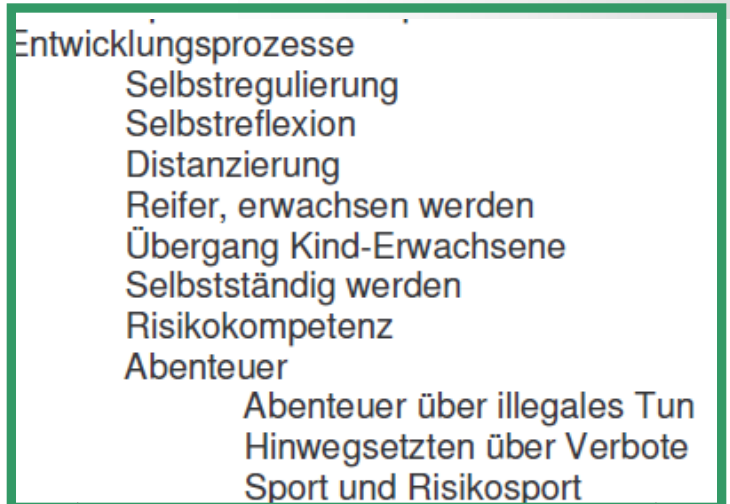 Entwicklungsprozesse
Selbstregulierung
Selbstreflexion
Distanzierung
Reifer, erwachsen werden
Übergang Kind-Erwachsene
Selbstständig werden
Risikokompetenz
Abenteuer
Abenteuer über illegales Tun
Hinwegsetzten über Verbote
Sport und Risikosport